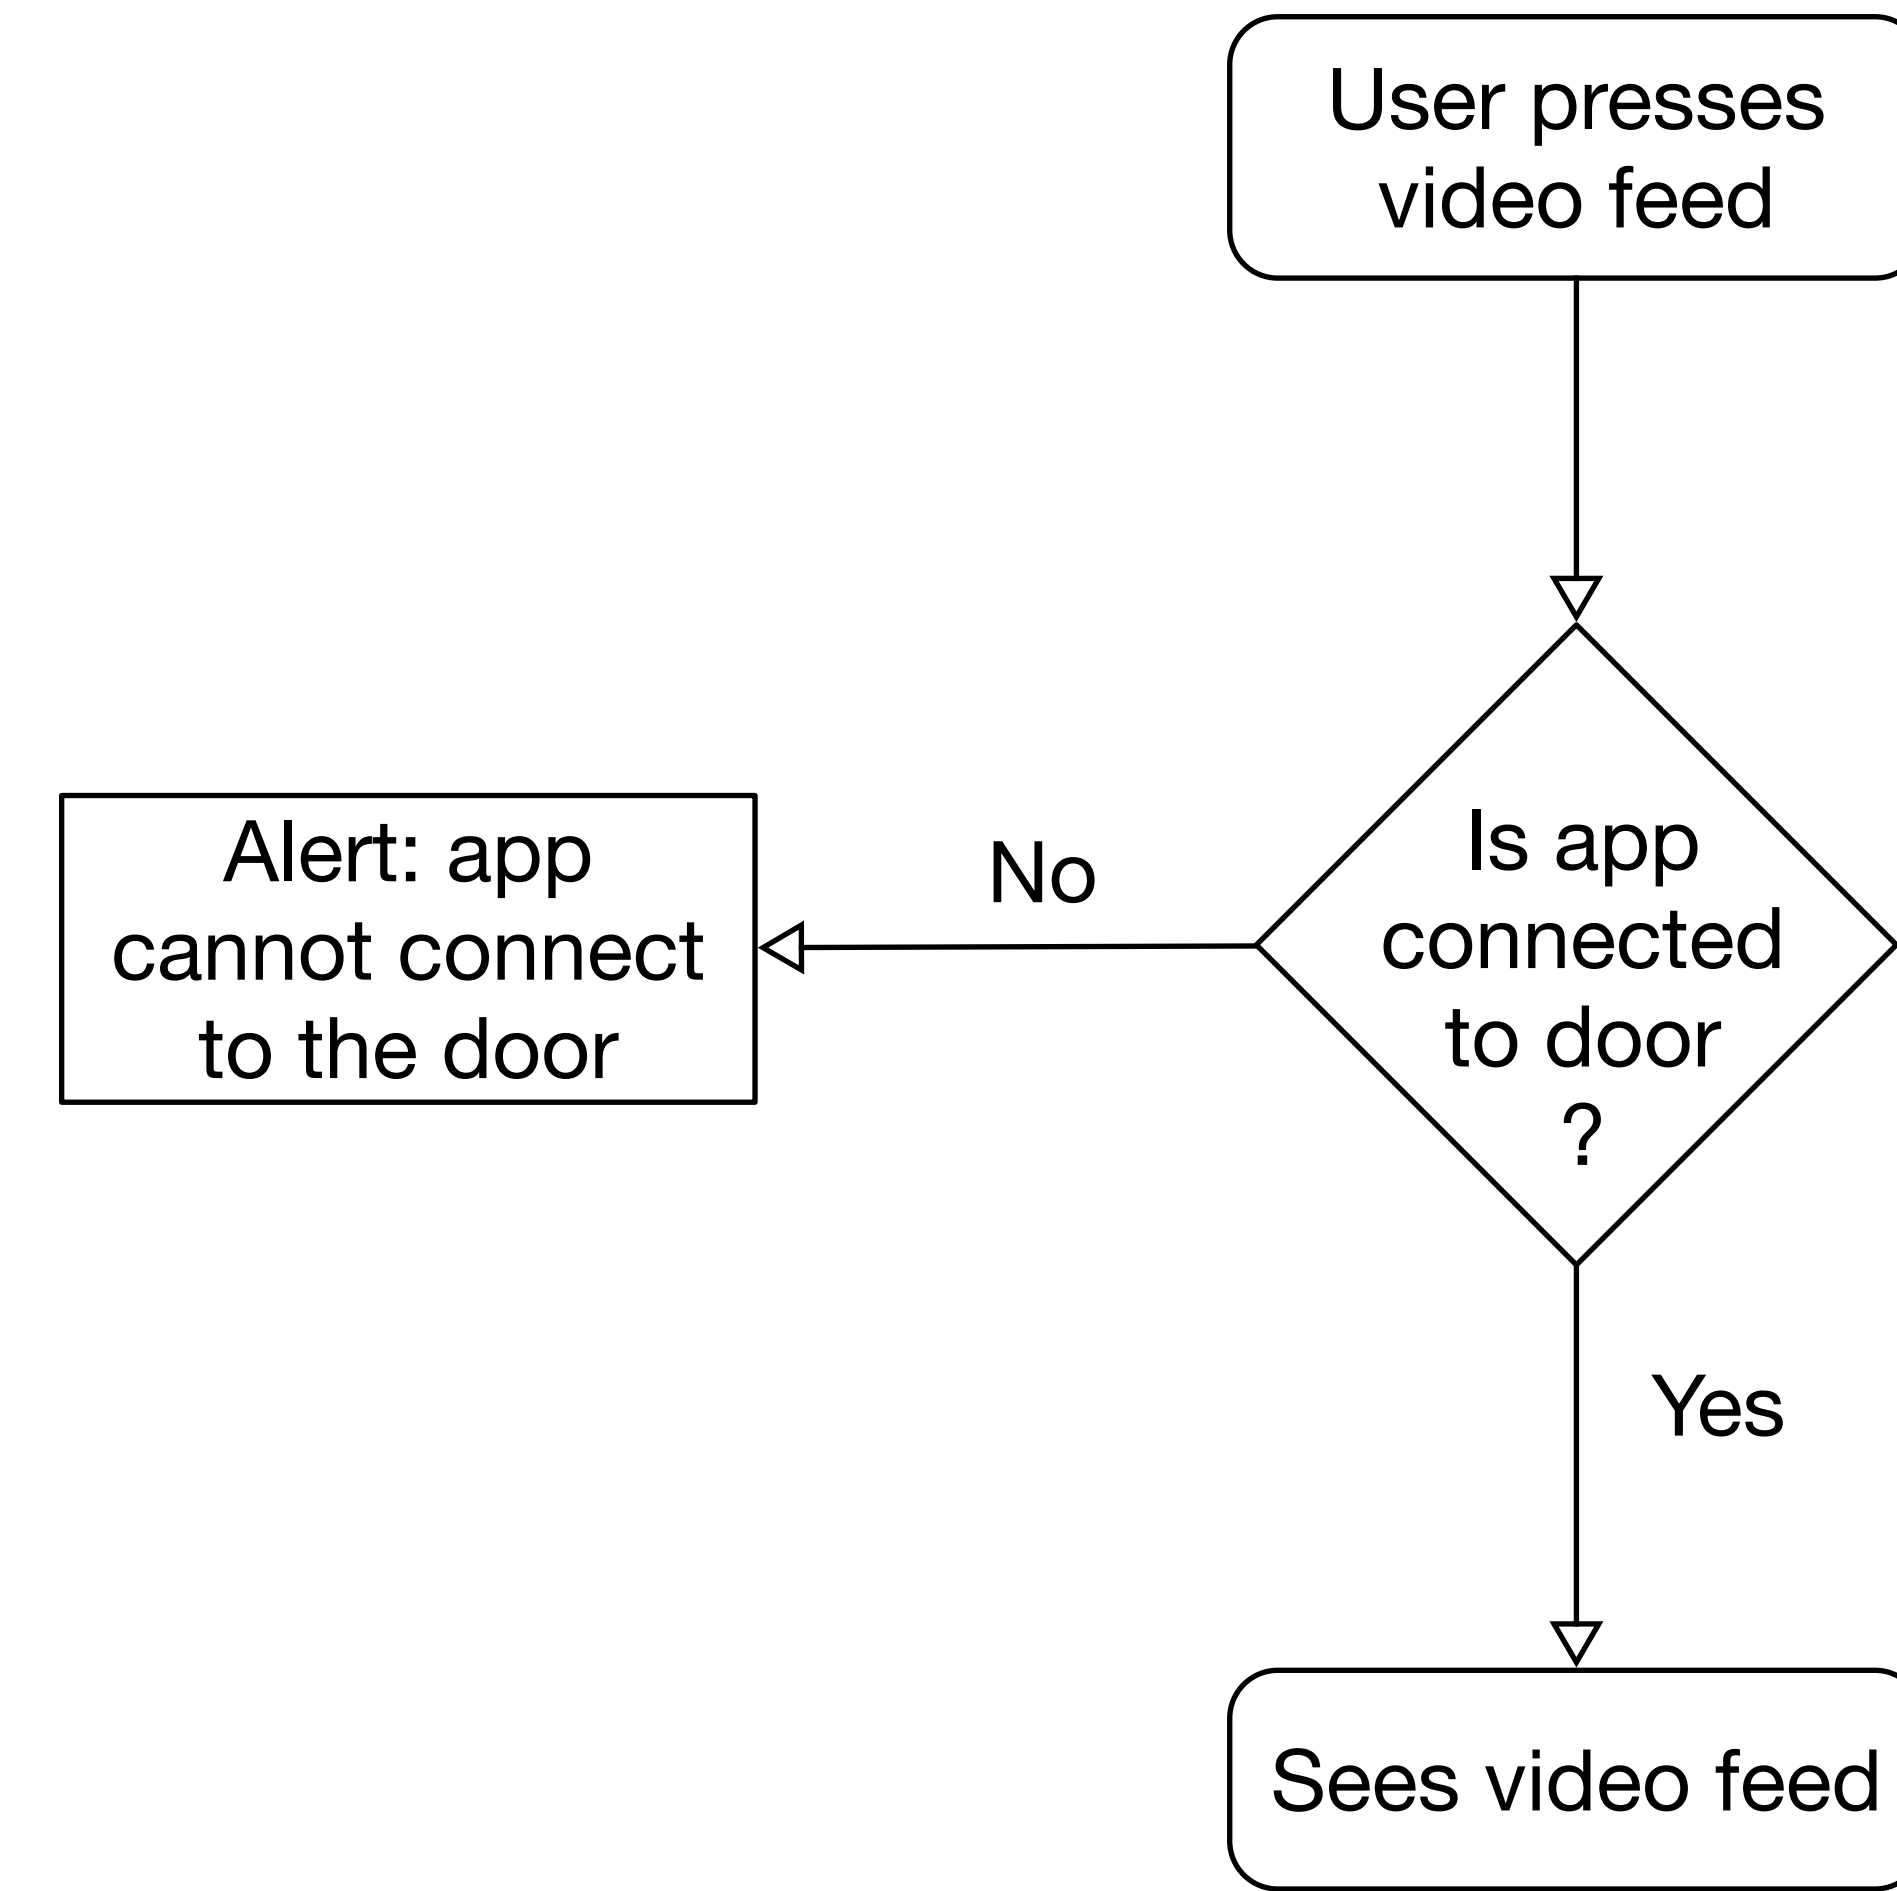 User presses
video feed
Alert: app
cannot connect
to the door
No
Is app
connected
to door
?
Yes
Sees video feed